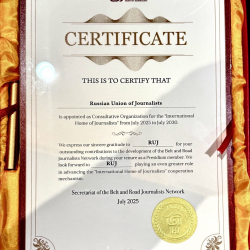 CERTIFICATE
THIS IS TO CERTIFY THAT
Russian Union of Journalists
is appointed as Consultative Organization for the "International
Home of Journalists" from July 2025 to July 2030.
We express our sincere gratitude to RUJ for your
outstanding contributions to the development of the Belt and Road
Journalists Network during your return as a Presidium member. We
look forward to RUJ playing an even greater role
in advancing the "International Home of Journalists" cooperation
mechanism.
Secretariat of the Belt and Road Journalists Network
July 2025